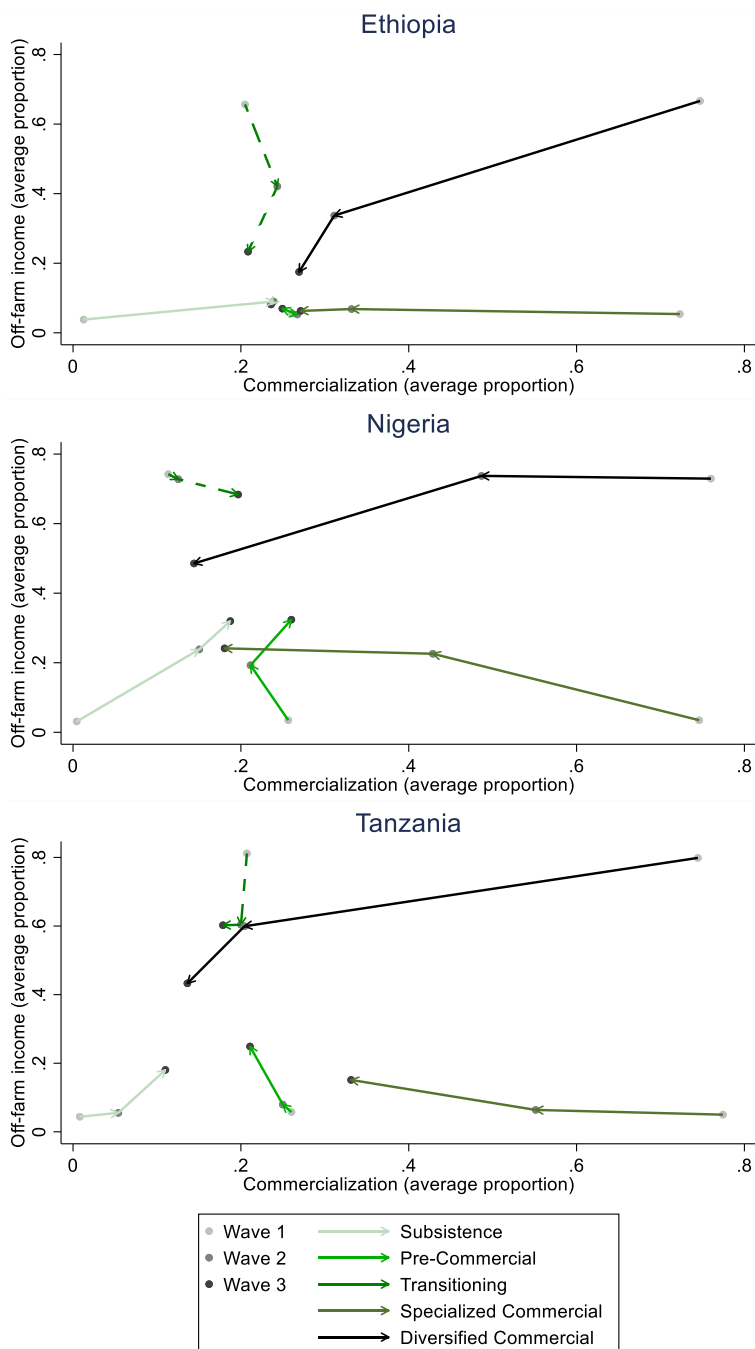 Ethiopia
Off-farm income (average proportion)
.8
.6
.4
.2
0
0 .2 .4 .6 .8
Commercialization (average proportion)
Nigeria
Off-farm income (average proportion)
.8
.6
.4
.2
0
0 .2 .4 .6 .8
Commercialization (average proportion)
Tanzania
Off-farm income (average proportion)
.8
.6
.4
.2
0
0 .2 .4 .6 .8
Commercialization (average proportion)
Wave 1 Subsistence
Wave 2 Pre-Commercial
Wave 3 Transitioning
Specialized Commercial
Diversified Commercial